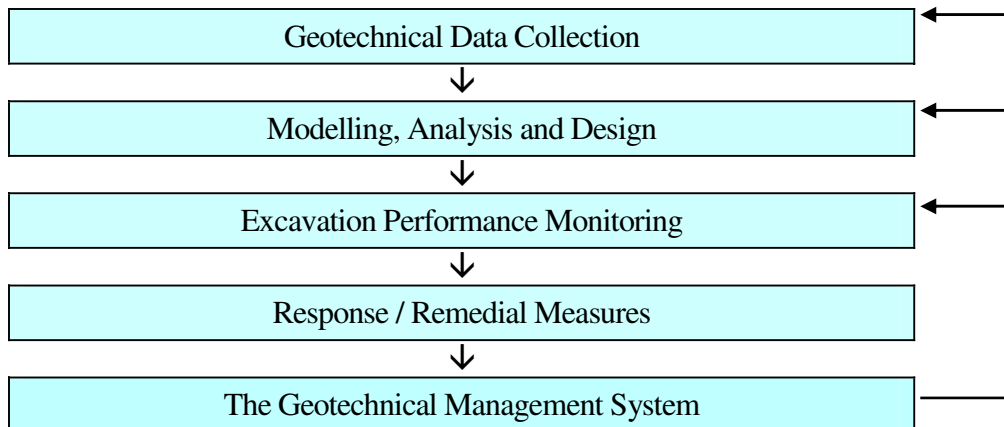 Geotechnical Data Collection
Modelling, Analysis and Design
Excavation Performance Monitoring
Response / Remedial Measures
The Geotechnical Management System